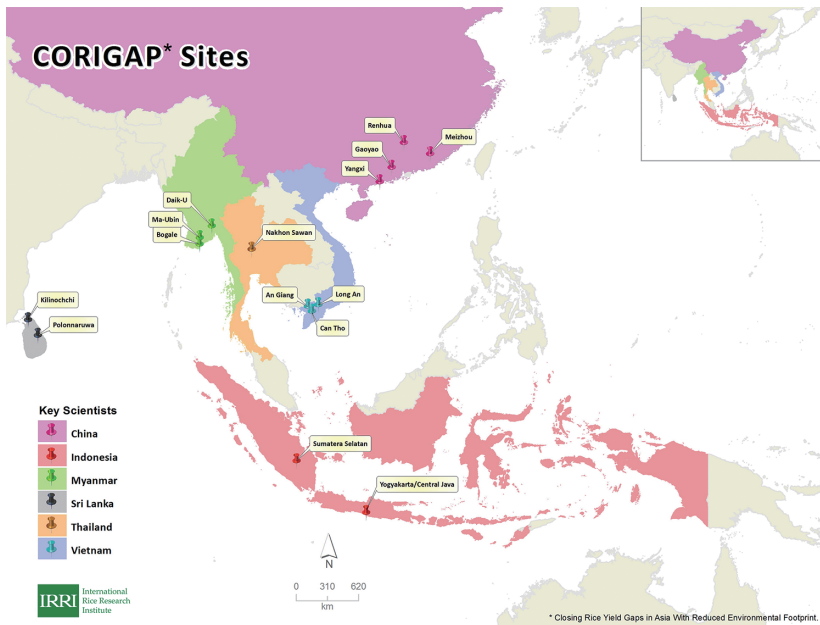 CORIGAP* Sites
Renhua
Meizhou
Gaoyao
Yangxi
Daik-U
Ma-Ubin
Bogale
Nakhon Sawan
Kilinochchi
Polonnaruwa
An Giang
Long An
Can Tho
Sumatera Selatan
Yogyakarta/Central Java
Key Scientists
China
Indonesia
Myanmar
Sri Lanka
Thailand
Vietnam
N
0 310 620
km
IRRI
International
Rice Research
Institute
* Closing Rice Yield Gaps in Asia With Reduced Environmental Footprint.